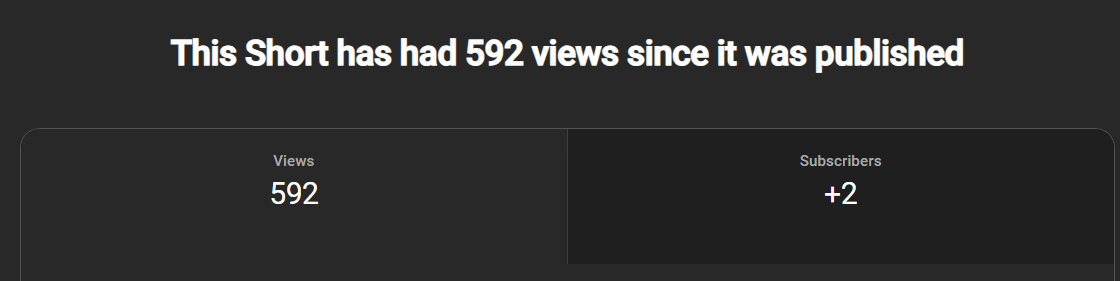 This Short has had 592 views since it was published
Views
592
Subscribers
+2